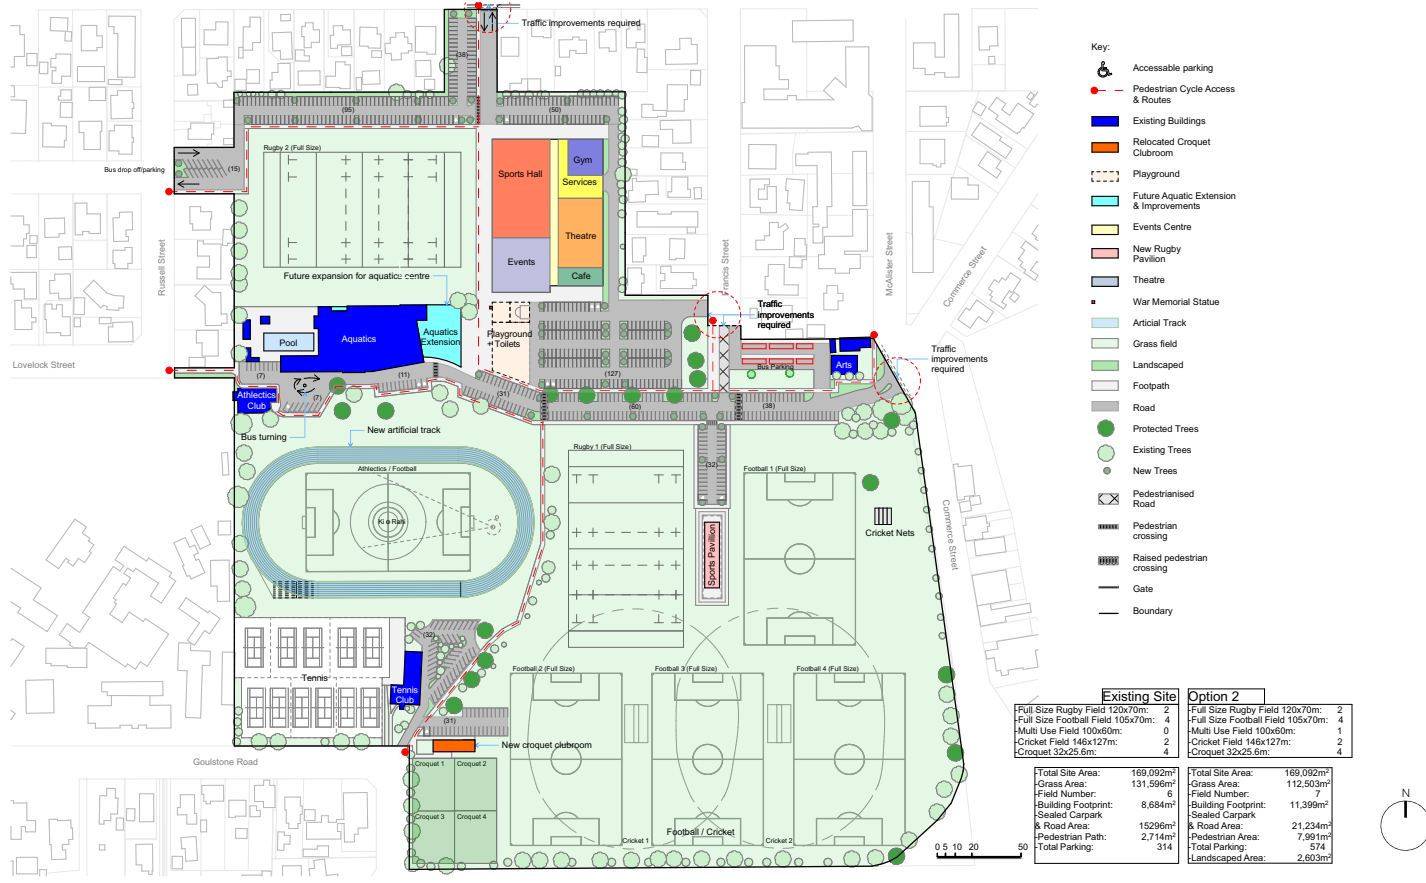 Traffic improvements required
(38)
(95)
(50)
Bus drop off/parking
(15)
Rugby 2 (Full Size)
Sports Hall
Gym
Services
Theatre
Events
Cafe
Russell Street
Francis Street
McAlister Street
Commerce Street
Future expansion for aquatic centre
Pool
Aquatics
Aquatics
Extension
Playground
+ Toilets
(127)
Traffic
improvements
required
Bus Parking
Arts
Traffic
improvements
required
Lovelock Street
(7)
(11)
(7)
(31)
(60)
(38)
Athlectics
Club
Bus turning
New artificial track
Athlectics / Football
Ki o Rahi
Rugby 1 (Full Size)
(32)
Football 1 (Full Size)
Cricket Nets
Commerce Street
Sports Pavillion
Tennis
(32)
Tennis
Club
(31)
Football 2 (Full Size)
Football 3 (Full Size)
Football 4 (Full Size)
Goulstone Road
New croquet clubroom
Croquet 1
Croquet 2
Croquet 3
Croquet 4
Football / Cricket
Cricket 1
Cricket 2
Key:
Accessable parking
Pedestrian Cycle Access
& Routes
Existing Buildings
Relocated Croquet
Clubroom
Playground
Future Aquatic Extension
& Improvements
Events Centre
New Rugby
Pavilion
Theatre
War Memorial Statue
Articial Track
Grass field
Landscaped
Footpath
Road
Protected Trees
Existing Trees
New Trees
Pedestrianised
Road
Pedestrian
crossing
Raised pedestrian
crossing
Gate
Boundary
Existing Site
-Full Size Rugby Field 120x70m: 2
-Full Size Football Field 105x70m: 4
-Multi Use Field 100x60m: 0
-Cricket Field 146x127m: 2
-Croquet 32x25.6m: 4
-Total Site Area: 169,092m²
-Grass Area: 131,596m²
-Field Number: 6
-Building Footprint: 8,684m²
-Sealed Carpark
& Road Area: 15296m²
-Pedestrian Path: 2,714m²
-Total Parking: 314
Option 2
-Full Size Rugby Field 120x70m: 2
-Full Size Football Field 105x70m: 4
-Multi Use Field 100x60m: 1
-Cricket Field 146x127m: 2
-Croquet 32x25.6m: 4
-Total Site Area: 169,092m²
-Grass Area: 112,503m²
-Field Number: 7
-Building Footprint: 11,399m²
-Sealed Carpark
& Road Area: 21,234m²
-Pedestrian Area: 7,991m²
-Total Parking: 574
-Landscaped Area: 2,603m²
0 5 10 20 50
N